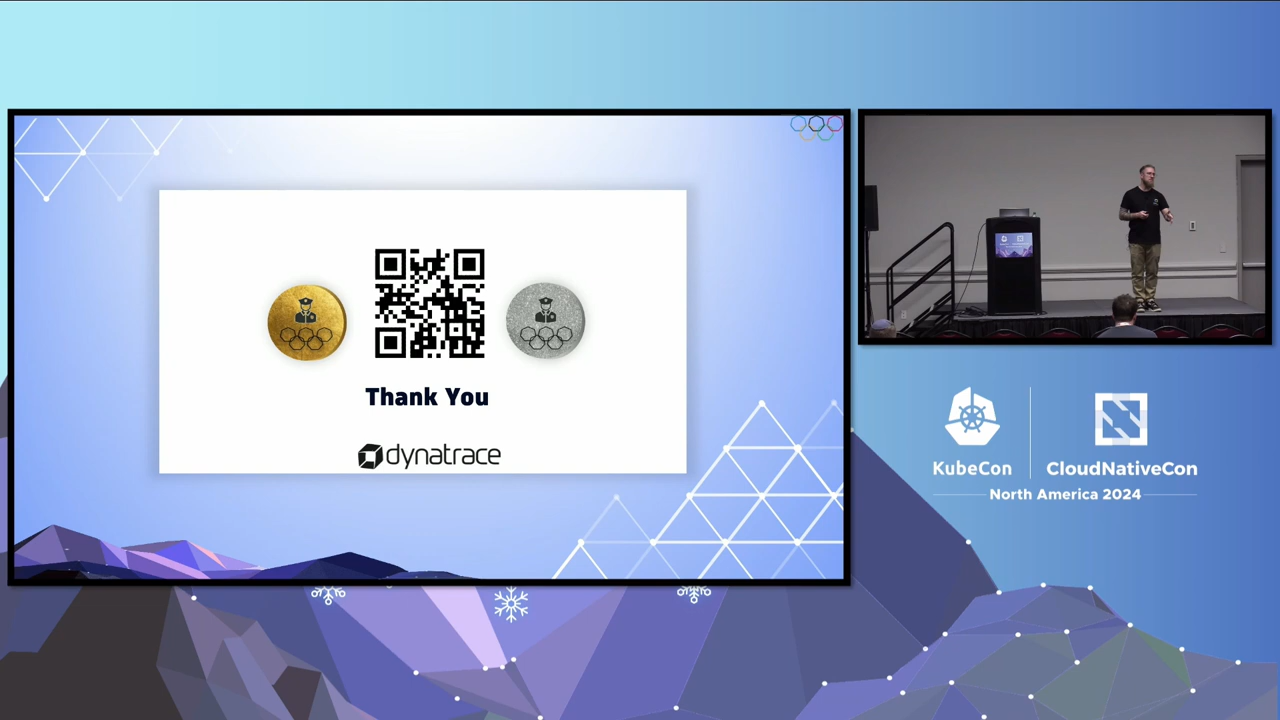 Thank You
dynatrace
KubeCon
CloudNativeCon
North America 2024